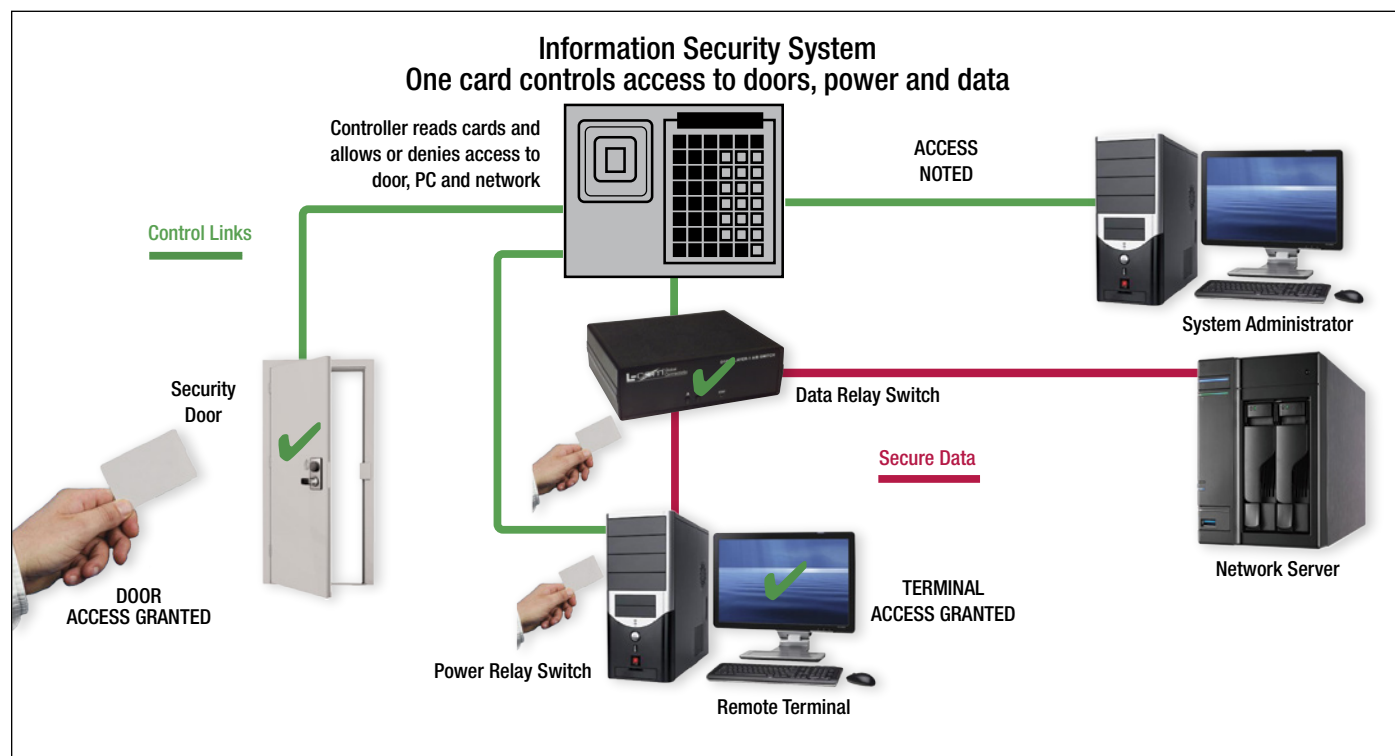 Information Security System
One card controls access to doors, power and data
Controller reads cards and
allows or denies access to
door, PC and network
ACCESS
NOTED
Control Links
System Administrator
Security
Door
L-com
Data Relay Switch
Secure Data
DOOR
ACCESS GRANTED
TERMINAL
ACCESS GRANTED
Network Server
Power Relay Switch
Remote Terminal